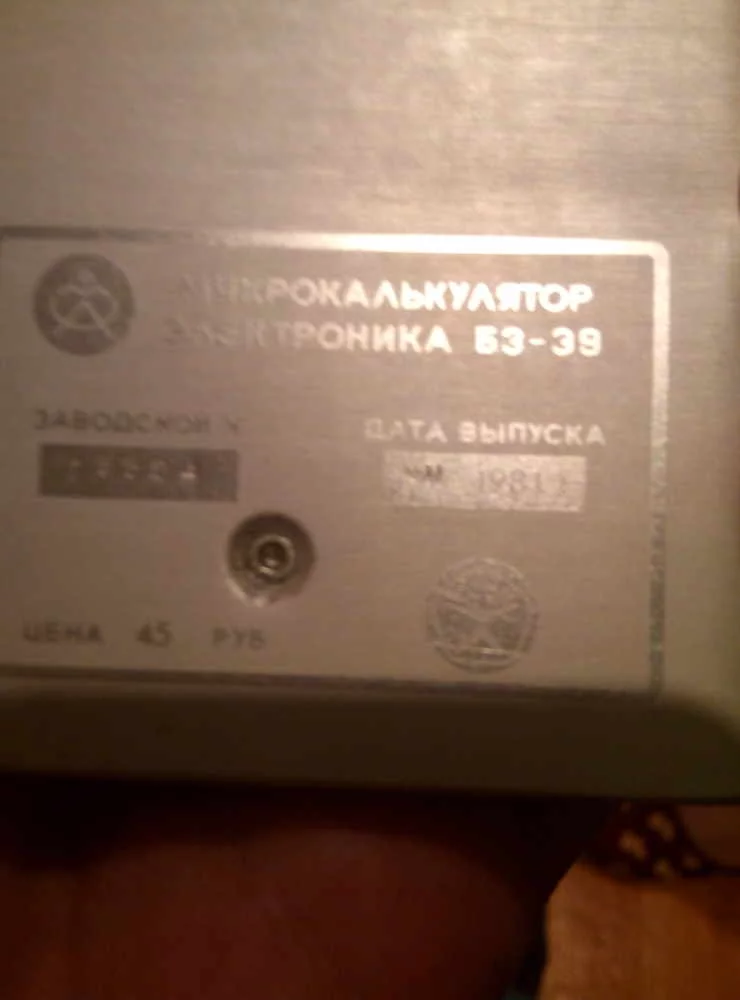 МИКРОКАЛЬКУЛЯТОР
ЭЛЕКТРОНИКА Б3-39
ЗАВОДСКОЙ №
ДАТА ВЫПУСКА
1981
ЦЕНА 45 РУБ